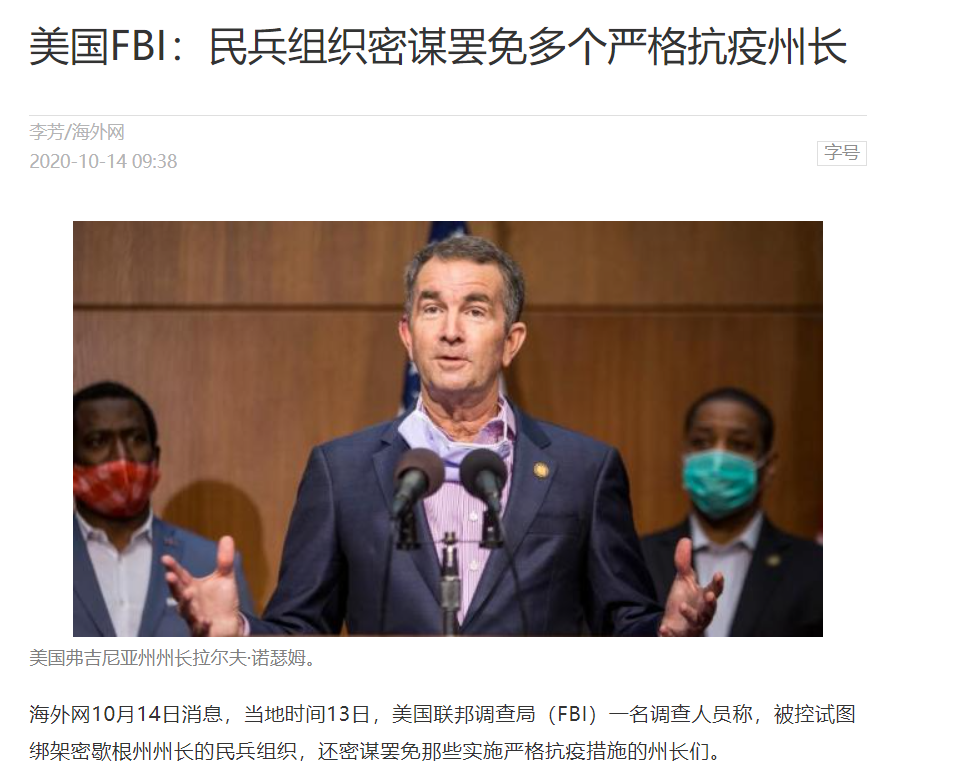 美国FBI：民兵组织密谋罢免多个严格抗疫州长
李芳/海外网
2020-10-14 09:38
字号
美国弗吉尼亚州州长拉尔夫·诺瑟姆。
海外网10月14日消息，当地时间13日，美国联邦调查局（FBI）一名调查人员称，被控试图
绑架密歇根州州长的民兵组织，还密谋罢免那些实施严格抗疫措施的州长们。